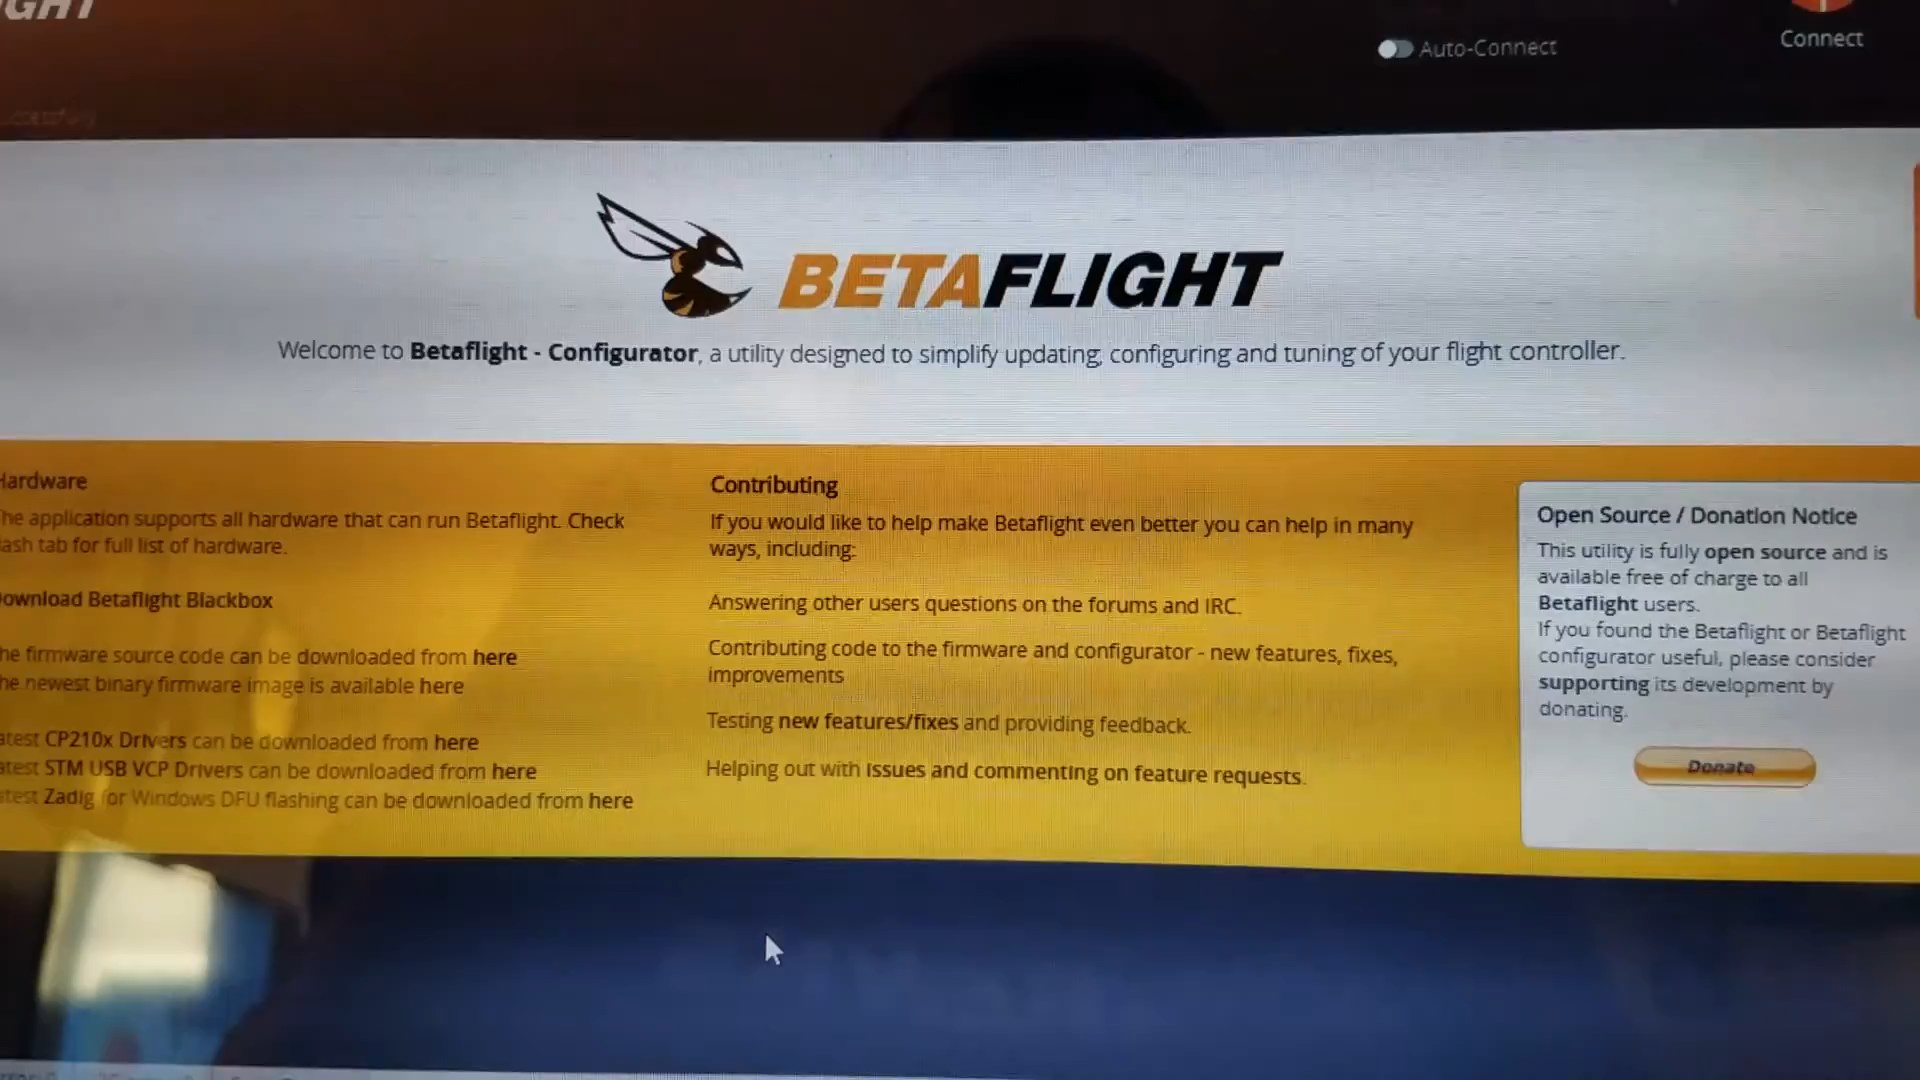 Auto-Connect
Connect
BETAFLIGHT
Welcome to Betaflight - Configurator, a utility designed to simplify updating, configuring and tuning of your flight controller.
Hardware
he application supports all hardware that can run Betaflight. Check
ash tab for full list of hardware.
ownload Betaflight Blackbox
he firmware source code can be downloaded from here
he newest binary firmware image is available here
atest CP210x Drivers can be downloaded from here
atest STM USB VCP Drivers can be downloaded from here
atest Zadig for Windows DFU flashing can be downloaded from here
Contributing
If you would like to help make Betaflight even better you can help in many
ways, including:
Answering other users questions on the forums and IRC.
Contributing code to the firmware and configurator - new features, fixes,
improvements
Testing new features/fixes and providing feedback.
Helping out with issues and commenting on feature requests.
Open Source / Donation Notice
This utility is fully open source and is
available free of charge to all
Betaflight users.
If you found the Betaflight or Betaflight
configurator useful, please consider
supporting its development by
donating.
Donate